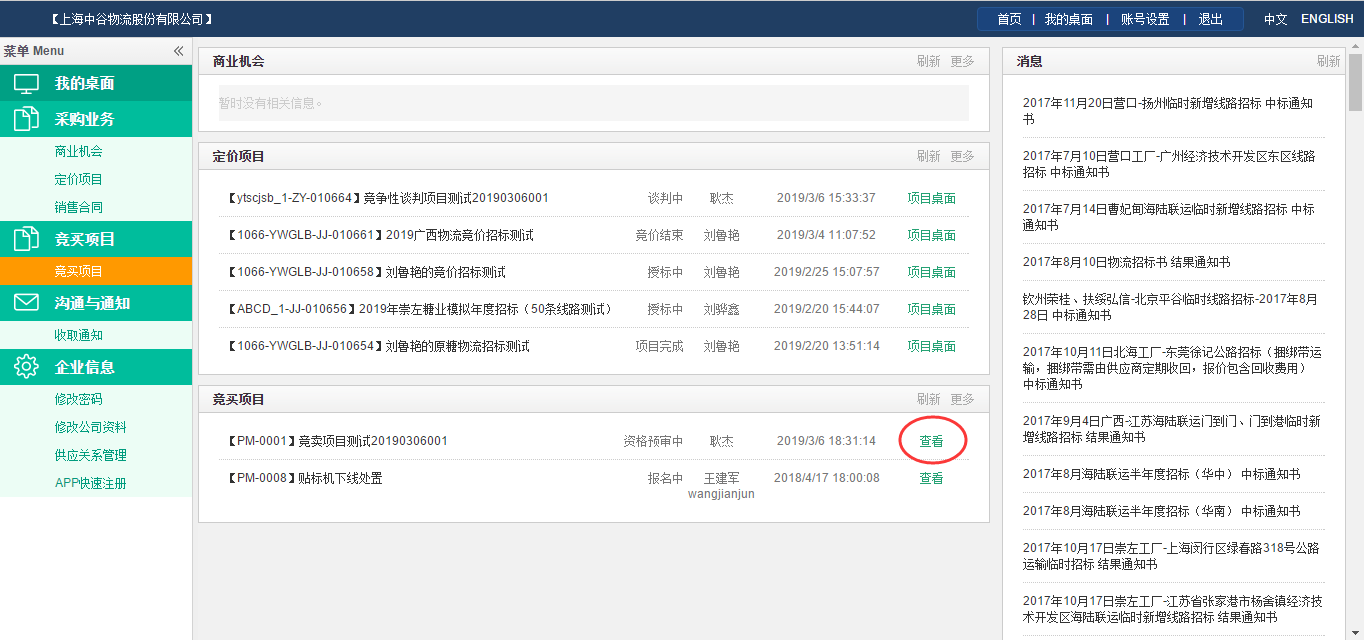 【上海中谷物流股份有限公司】
首页 | 我的桌面 | 账号设置 | 退出 中文 ENGLISH
菜单 Menu
我的桌面
采购业务
商业机会
定价项目
销售合同
竞买项目
竞买项目
沟通与通知
收取通知
企业信息
修改密码
修改公司资料
供应关系管理
APP快速注册
商业机会 刷新 更多
暂时没有相关信息。
定价项目 刷新 更多
【ytscjsb_1-ZY-010664】竞争性谈判项目测试20190306001 谈判中 耿杰 2019/3/6 15:33:37 项目桌面
【1066-YWGLB-JJ-010661】2019广西物流竞价招标测试 竞价结束 刘鲁艳 2019/3/4 11:07:52 项目桌面
【1066-YWGLB-JJ-010658】刘鲁艳的竞价招标测试 授标中 刘鲁艳 2019/2/25 15:07:57 项目桌面
【ABCD_1-JJ-010656】2019年崇左糖业模拟年度招标（50条线路测试） 授标中 刘骅鑫 2019/2/20 15:44:07 项目桌面
【1066-YWGLB-JJ-010654】刘鲁艳的原糖物流招标测试 项目完成 刘鲁艳 2019/2/20 13:51:14 项目桌面
竞买项目 刷新 更多
【PM-0001】竞卖项目测试20190306001 资格预审中 耿杰 2019/3/6 18:31:14 查看
【PM-0008】贴标机下线处置 报名中 王建军 2018/4/17 18:00:08 查看
wangjianjun
消息 刷新
2017年11月20日营口-扬州临时新增线路招标 中标通知
书
2017年7月10日营口工厂-广州经济技术开发区东区线路
招标 中标通知书
2017年7月14日曹妃甸海陆联运临时新增线路招标 中标
通知书
2017年8月10日物流招标书 结果通知书
钦州荣桂、扶绥弘信-北京平谷临时线路招标-2017年8月
28日 中标通知书
2017年10月11日北海工厂-东莞徐记公路招标（捆绑带运
输，捆绑带需由供应商定期收回，报价包含回收费用）
中标通知书
2017年9月4日广西-江苏海陆联运门到门、门到港临时新
增线路招标 结果通知书
2017年8月海陆联运半年度招标（华中） 中标通知书
2017年8月海陆联运半年度招标（华南） 中标通知书
2017年10月17日崇左工厂-上海闵行区绿春路318号公路
运输临时招标 结果通知书
2017年10月17日崇左工厂-江苏省张家港市杨舍镇经济技
术开发区海陆联运临时新增线路招标 结果通知书